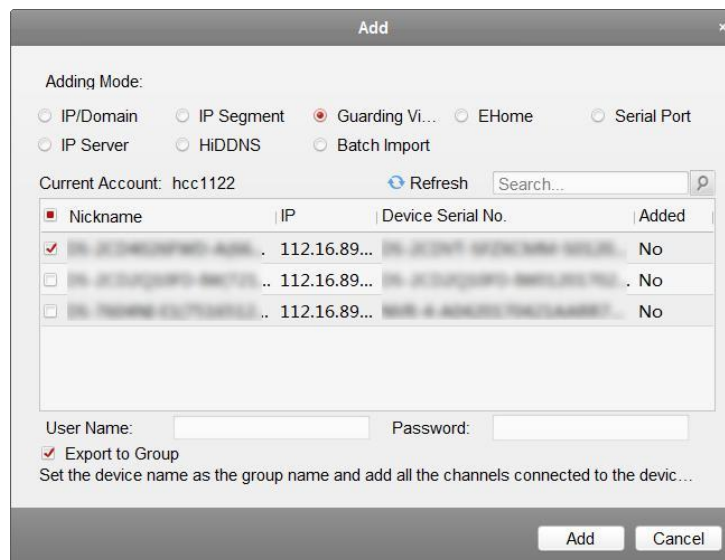 Add
Adding Mode:
IP/Domain IP Segment Guarding Vi... EHome Serial Port
IP Server HiDDNS Batch Import
Current Account: hcc1122 Refresh Search...
Nickname IP Device Serial No. Added
112.16.89... No
112.16.89... No
112.16.89... No
User Name: Password:
Export to Group
Set the device name as the group name and add all the channels connected to the devic...
Add Cancel